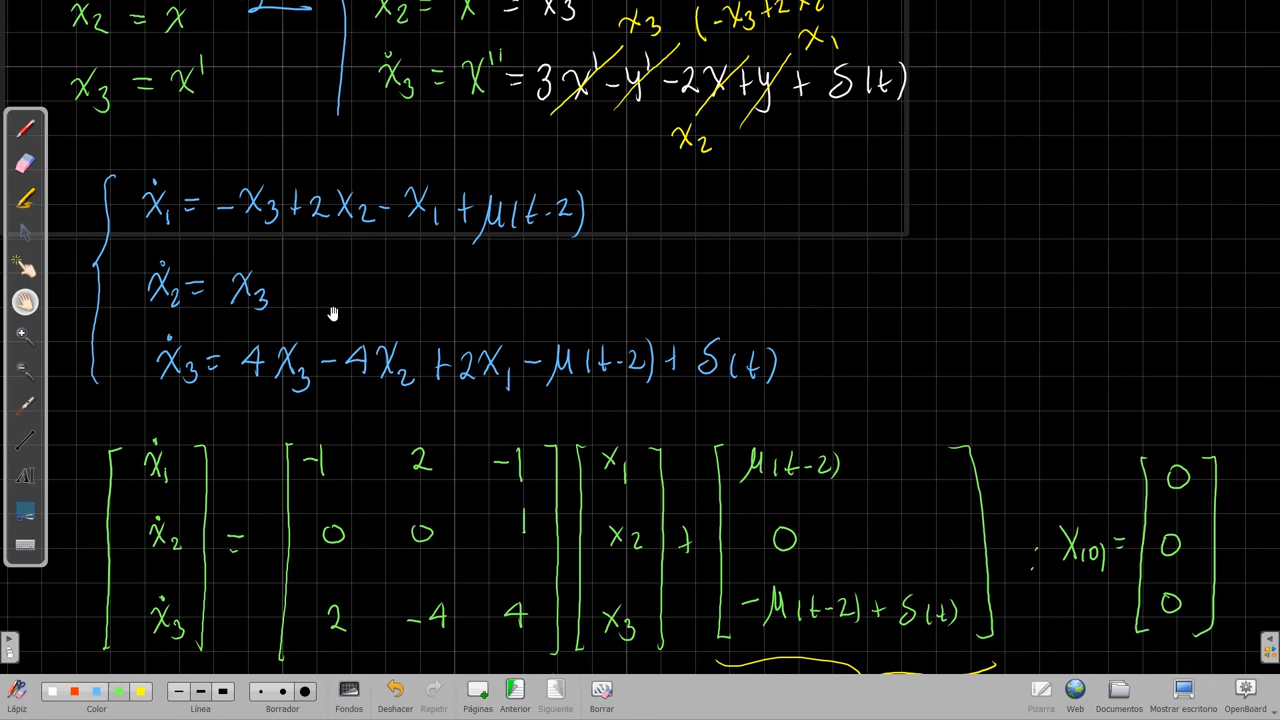 x₂ = x
ẋ₂ = x' = x₃
x₃ (-x₃+2x₂
x₁
x₃ = x'
ẋ₃ = x'' = 3x' - y' - 2x + y + δ(t)
x₂
ẋ₁ = -x₃ + 2x₂ - x₁ + μ(t-2)
ẋ₂ = x₃
ẋ₃ = 4x₃ - 4x₂ + 2x₁ - μ(t-2) + δ(t)
ẋ₁ -1 2 -1 x₁ μ(t-2) 0
ẋ₂ = 0 0 1 x₂ + 0 ; X(0) = 0
ẋ₃ 2 -4 4 x₃ -μ(t-2) + δ(t) 0
Lápiz Color Línea Borrador Fondos Deshacer Repetir Páginas Anterior Siguiente Borrar Pizarra Web Documentos Mostrar escritorio OpenBoard